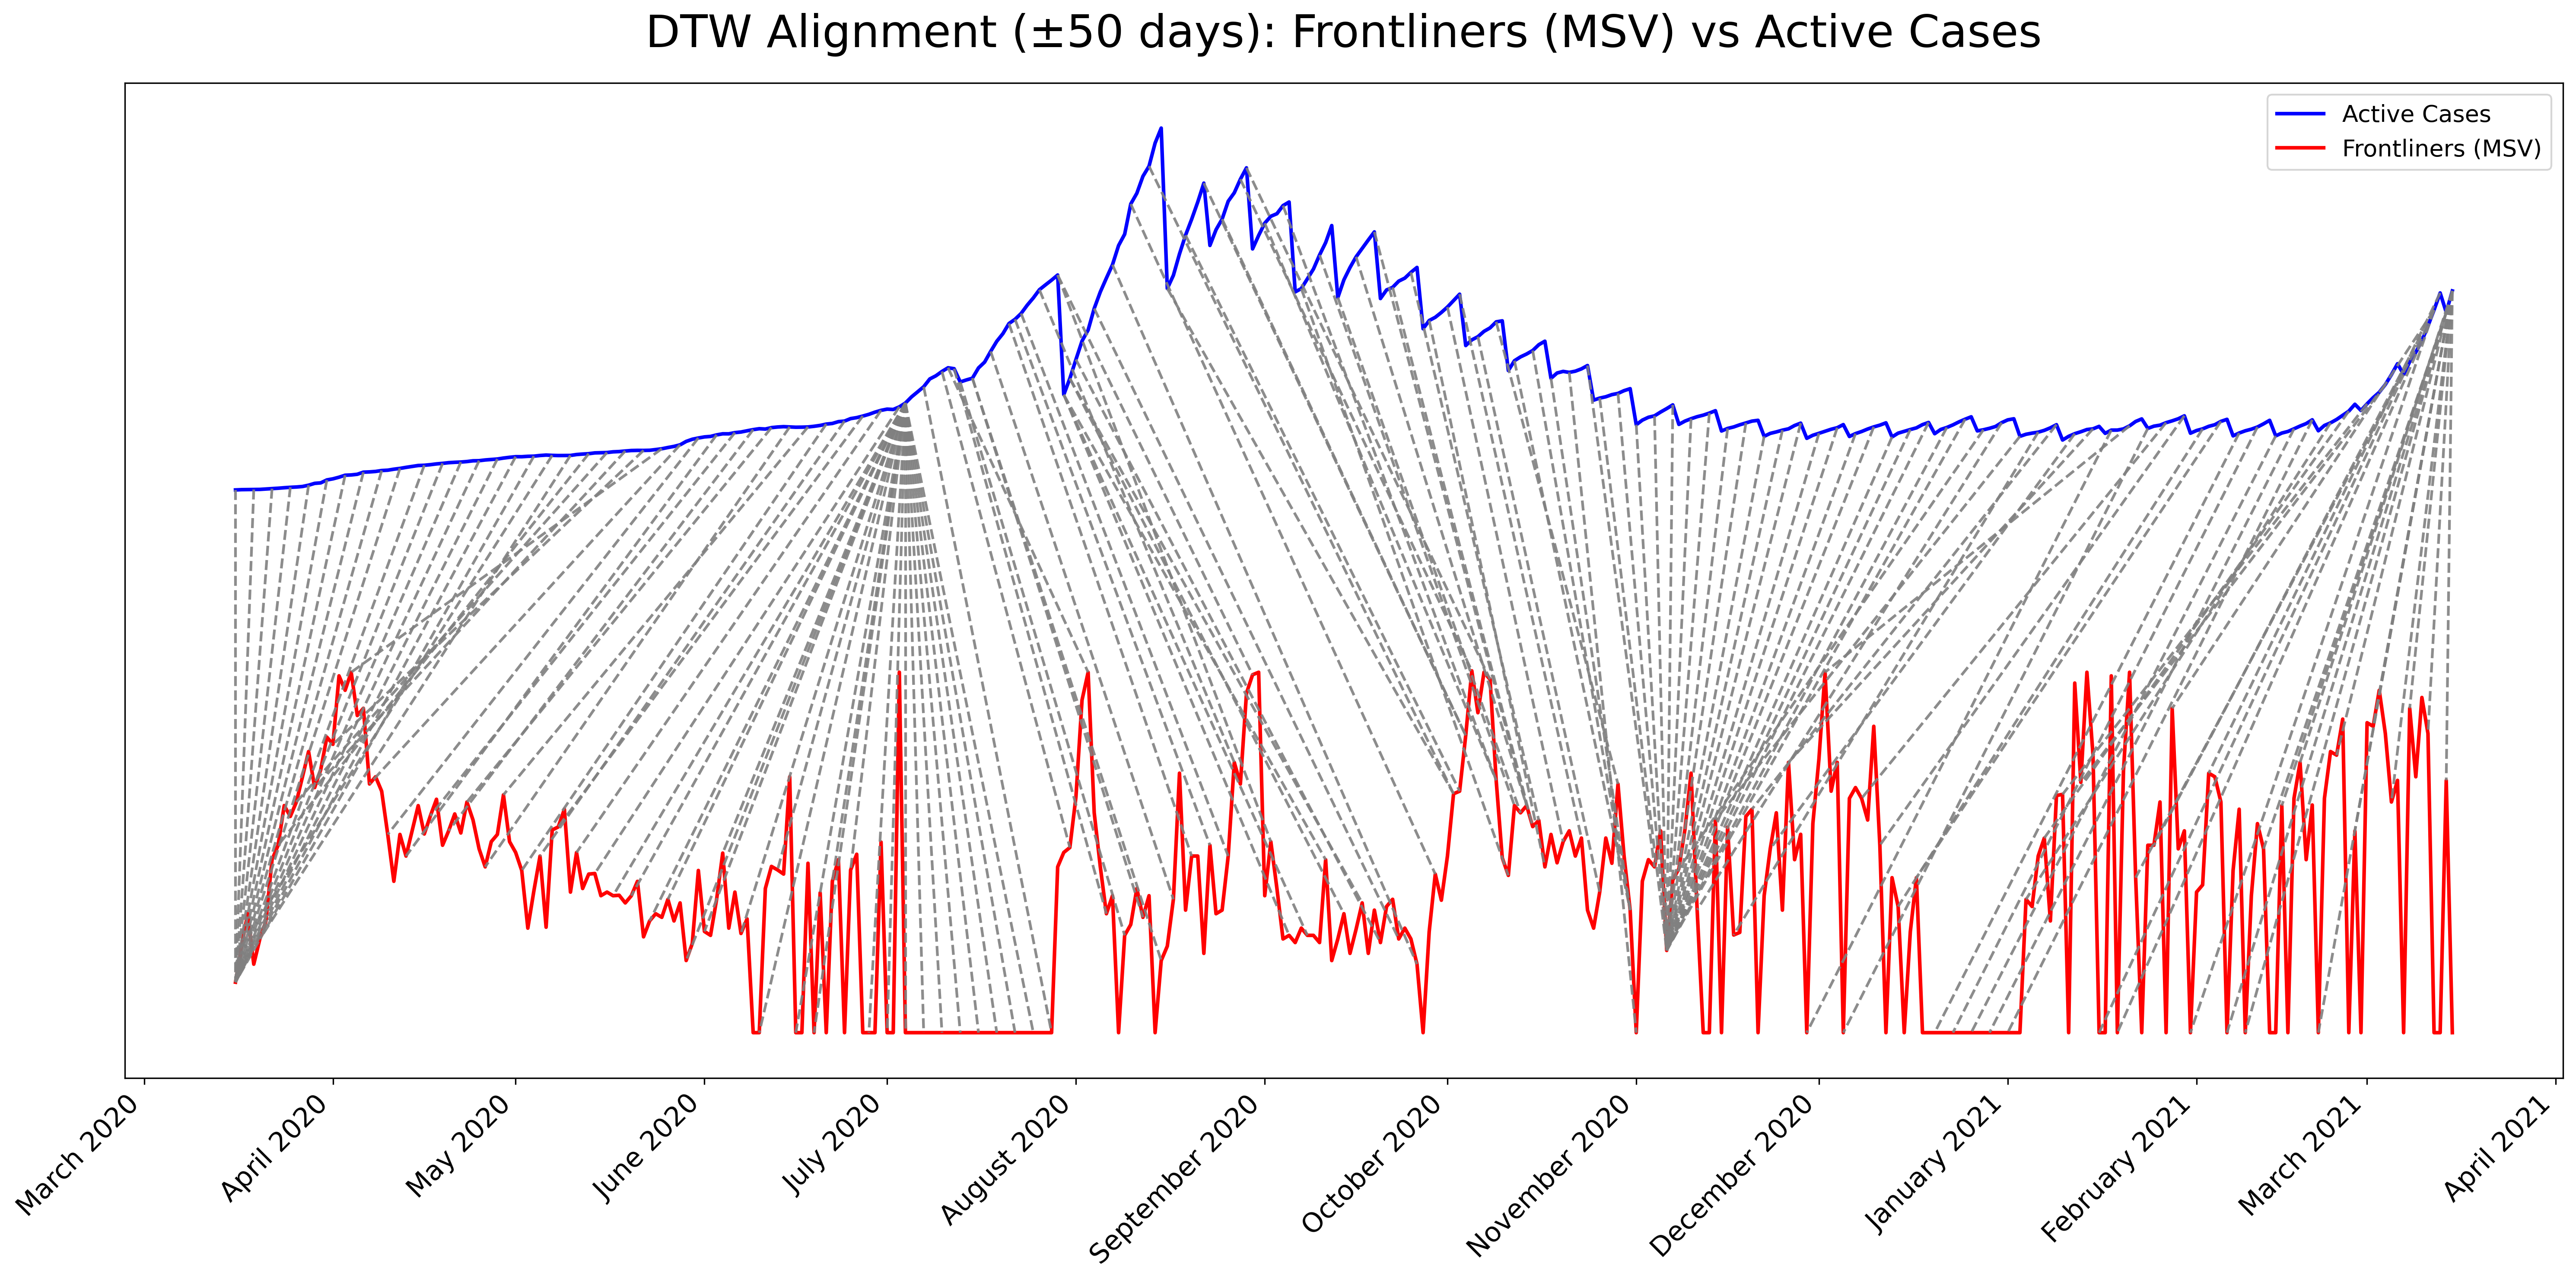 DTW Alignment (±50 days): Frontliners (MSV) vs Active Cases
Active Cases
Frontliners (MSV)
March 2020
April 2020
May 2020
June 2020
July 2020
August 2020
September 2020
October 2020
November 2020
December 2020
January 2021
February 2021
March 2021
April 2021